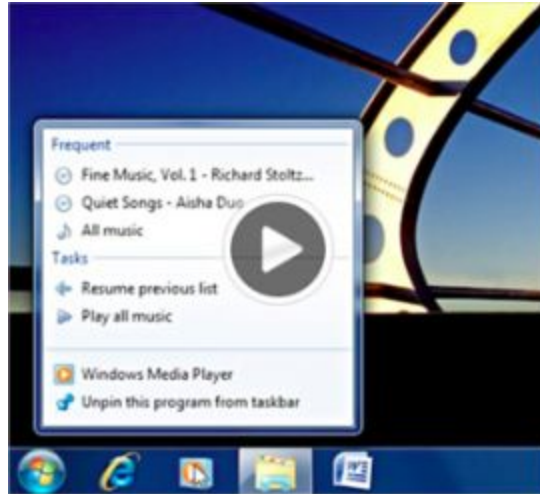 Frequent
Fine Music, Vol. 1 - Richard Stoltz...
Quiet Songs - Aisha Duo
All music
Tasks
Resume previous list
Play all music
Windows Media Player
Unpin this program from taskbar